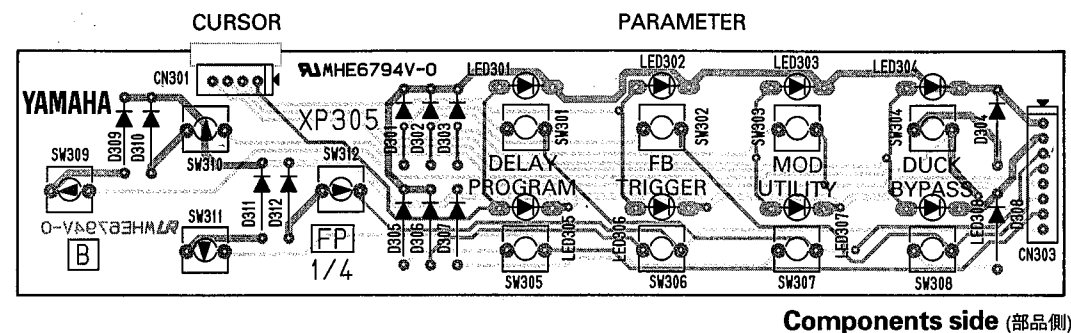 CURSOR
PARAMETER
CN301
MHE6794V-0
LED301
LED302
LED303
LED304
YAMAHA
D309
D310
SW310
XP305
D301
D302
D303
SW301
SW302
SW303
SW304
D304
SW309
SW312
DELAY
FB
MOD
DUCK
PROGRAM
TRIGGER
UTILITY
BYPASS
SW311
D311
D312
D305
D306
D307
LED305
LED306
LED307
LED308
D308
CN303
MHE6794V-0
B
FP
1/4
SW305
SW306
SW307
SW308
Components side (部品側)